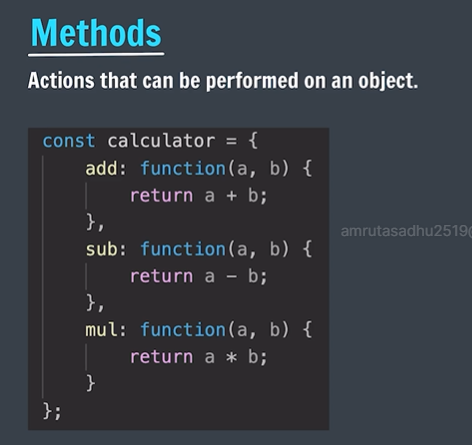 Methods
Actions that can be performed on an object.
const calculator = {
    add: function(a, b) {
        return a + b;
    },
    sub: function(a, b) {
        return a - b;
    },
    mul: function(a, b) {
        return a * b;
    }
};
amrutasadhu2519@